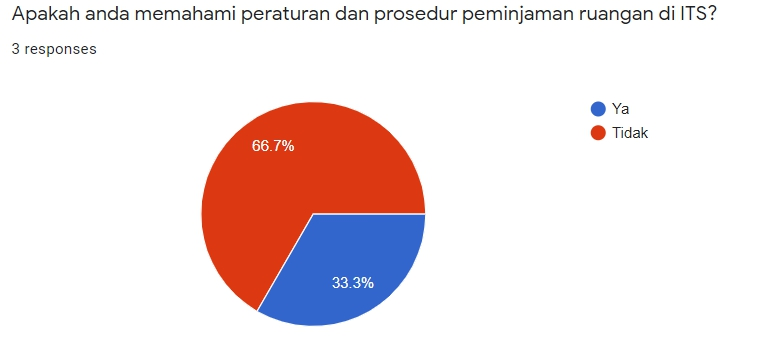 Apakah anda memahami peraturan dan prosedur peminjaman ruangan di ITS?
3 responses
Ya
Tidak
66.7%
33.3%